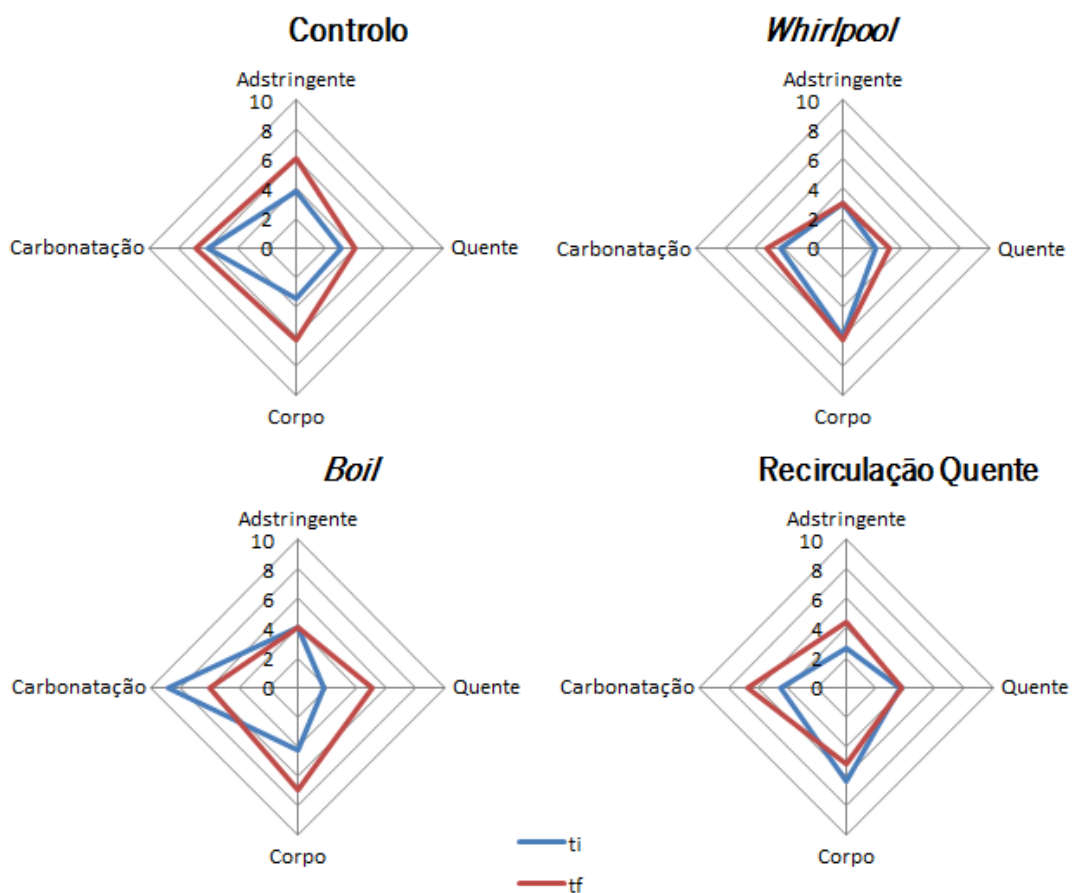 Controlo
Adstringente
10
8
6
4
2
0
Carbonatação
Quente
Corpo
Whirlpool
Adstringente
10
8
6
4
2
0
Carbonatação
Quente
Corpo
Boil
Adstringente
10
8
6
4
2
0
Carbonatação
Quente
Corpo
Recirculação Quente
Adstringente
10
8
6
4
2
0
Carbonatação
Quente
Corpo
ti
tf